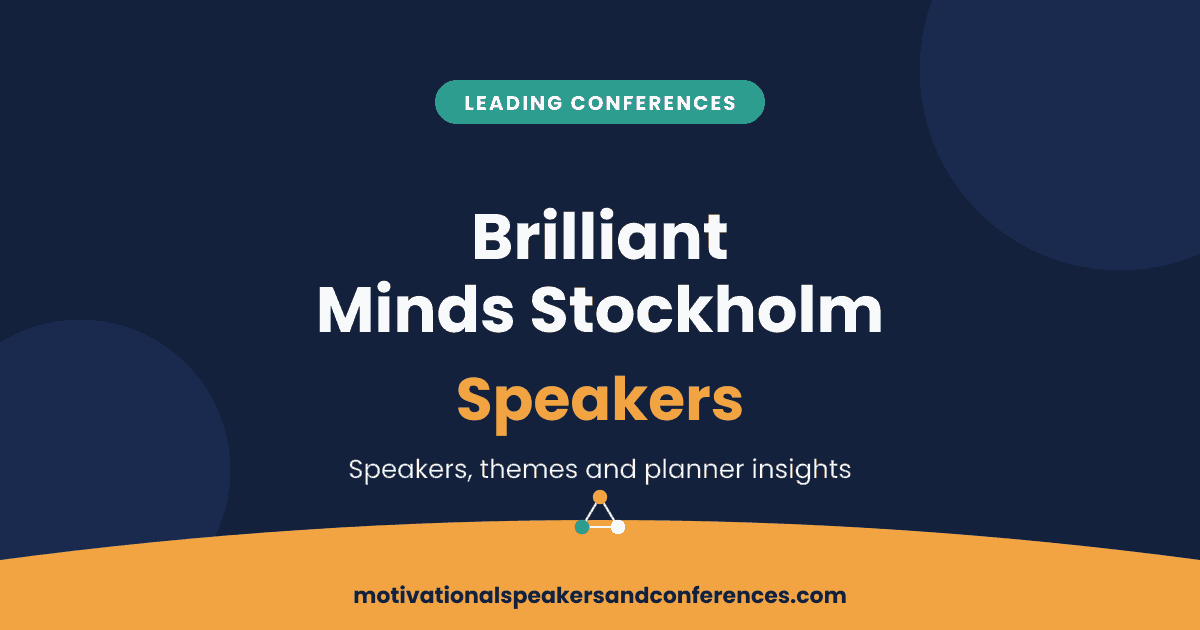 LEADING CONFERENCES
Brilliant
Minds Stockholm
Speakers
Speakers, themes and planner insights
motivationalspeakersandconferences.com